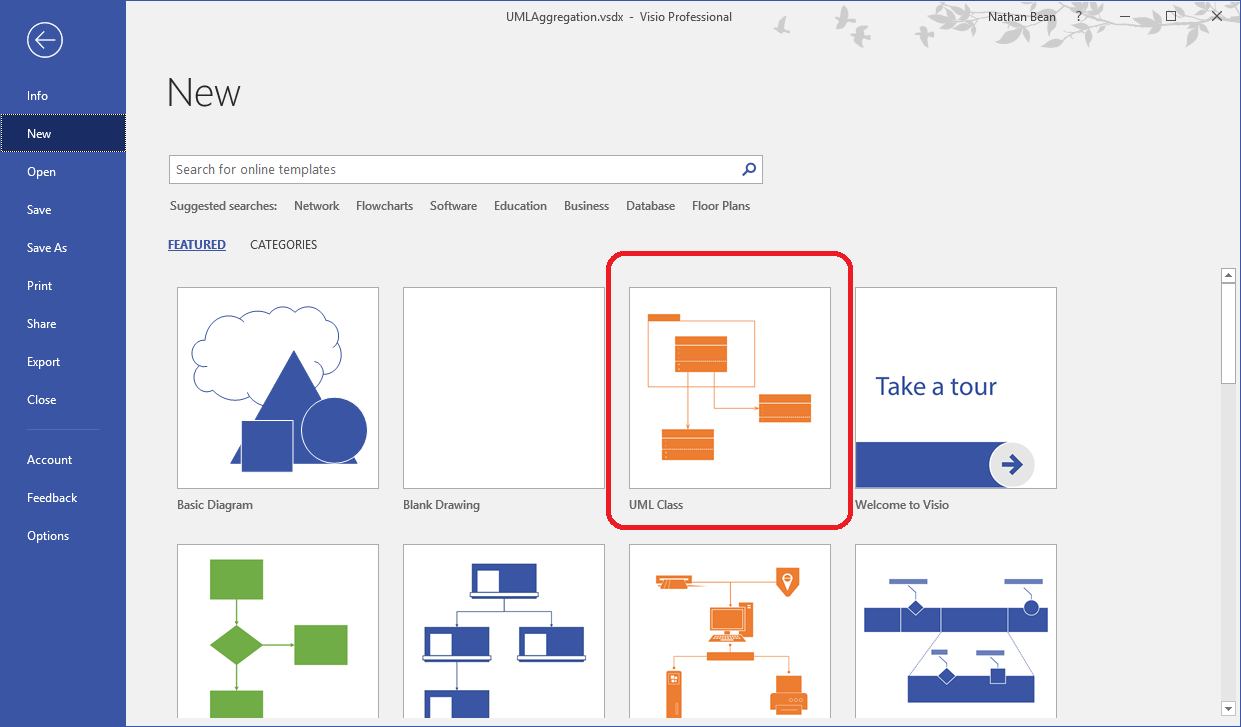 UMLAggregation.vsdx - Visio Professional
Nathan Bean
?
Info
New
Open
Save
Save As
Print
Share
Export
Close
Account
Feedback
Options
New
Search for online templates
Suggested searches: Network Flowcharts Software Education Business Database Floor Plans
FEATURED CATEGORIES
Take a tour
Basic Diagram
Blank Drawing
UML Class
Welcome to Visio